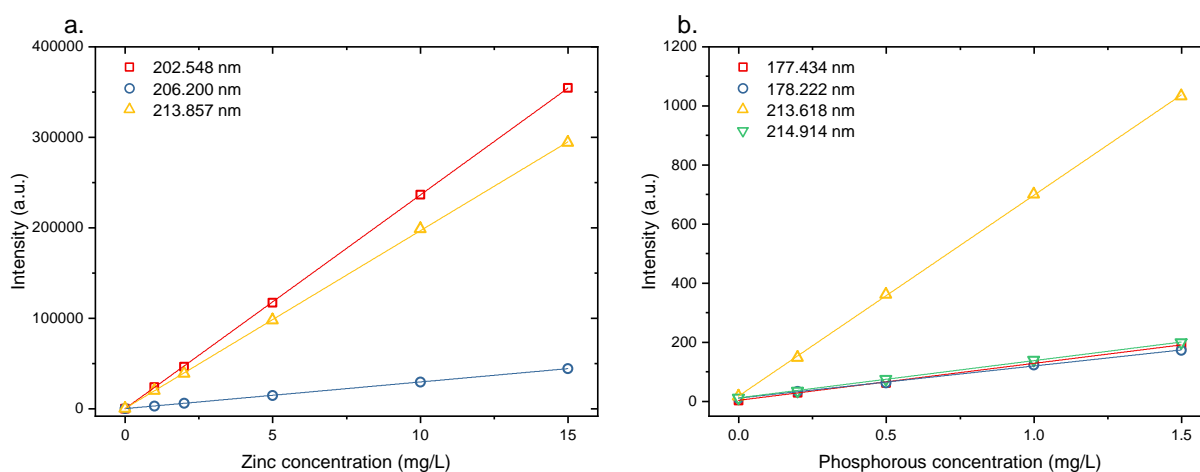 a.
400000
300000
200000
100000
0
Intensity (a.u.)
202.548 nm
206.200 nm
213.857 nm
0 5 10 15
Zinc concentration (mg/L)
b.
1200
1000
800
600
400
200
0
Intensity (a.u.)
177.434 nm
178.222 nm
213.618 nm
214.914 nm
0.0 0.5 1.0 1.5
Phosphorous concentration (mg/L)